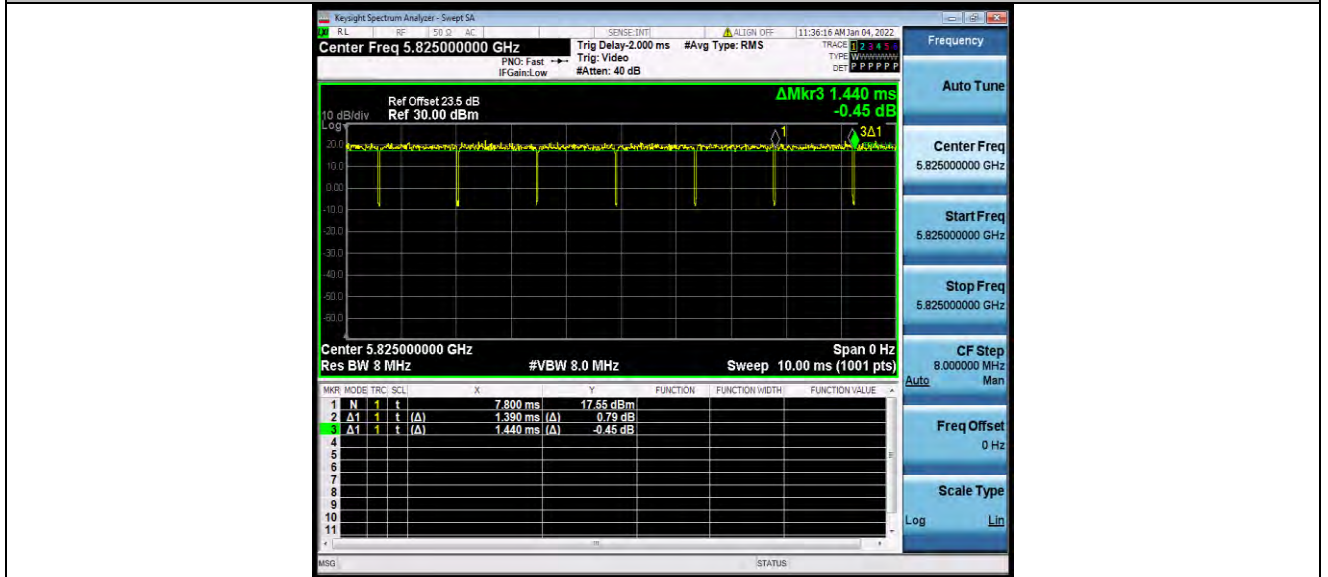 Keysight Spectrum Analyzer - Swept SA
RL RF 50 Ω AC SENSE:INT ALIGN OFF 11:36:16 AM Jan 04, 2022
Center Freq 5.825000000 GHz
PNO: Fast
IFGain:Low
Trig Delay-2.000 ms
Trig: Video
#Atten: 40 dB
#Avg Type: RMS
TRACE 1 2 3 4 5 6
TYPE
DET P P P P P P
ΔMkr3 1.440 ms
-0.45 dB
Ref Offset 23.5 dB
10 dB/div Ref 30.00 dBm
Log
1
3Δ1
20.0
10.0
0.00
-10.0
-20.0
-30.0
-40.0
-50.0
-60.0
Center 5.825000000 GHz Span 0 Hz
Res BW 8 MHz #VBW 8.0 MHz Sweep 10.00 ms (1001 pts)
MKR MODE TRC SCL X Y FUNCTION FUNCTION WIDTH FUNCTION VALUE
1 N 1 t 7.800 ms 17.55 dBm
2 Δ1 1 t (Δ) 1.390 ms (Δ) 0.79 dB
3 Δ1 1 t (Δ) 1.440 ms (Δ) -0.45 dB
4
5
6
7
8
9
10
11
MSG STATUS
Frequency
Auto Tune
Center Freq
5.825000000 GHz
Start Freq
5.825000000 GHz
Stop Freq
5.825000000 GHz
CF Step
8.000000 MHz
Auto Man
Freq Offset
0 Hz
Scale Type
Log Lin